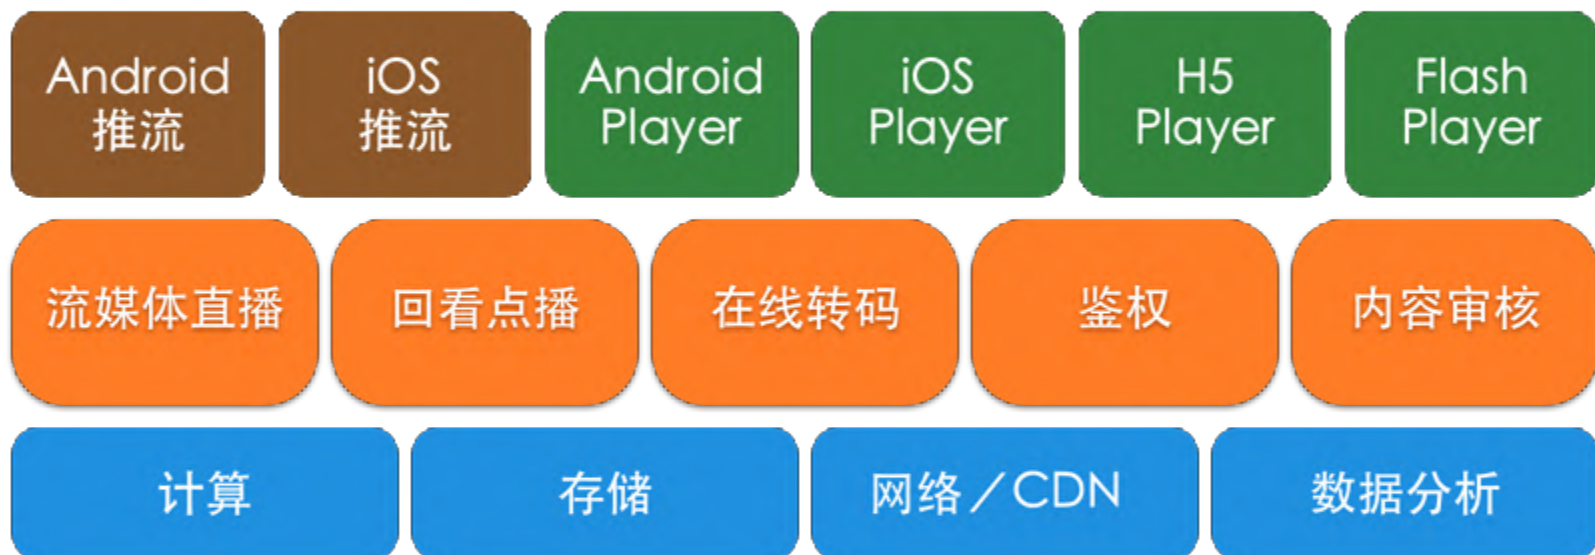 Android
推流
iOS
推流
Android
Player
iOS
Player
H5
Player
Flash
Player
流媒体直播
回看点播
在线转码
鉴权
内容审核
计算
存储
网络／CDN
数据分析